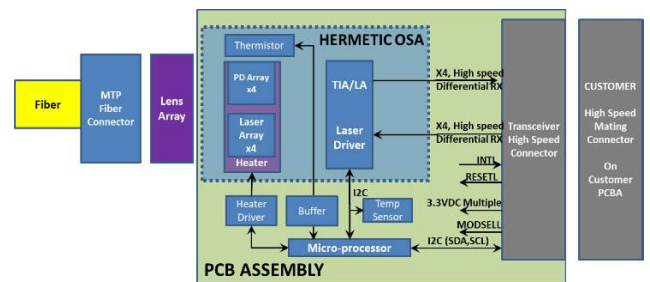 HERMETIC OSA
Thermistor
PD Array
x4
Laser
Array
x4
Heater
TIA/LA
Laser
Driver
Fiber
MTP
Fiber
Connector
Lens
Array
X4, High speed
Differential RX
X4, High speed
Differential RX
INTL
RESETL
3.3VDC Multiple
MODSELL
I2C (SDA,SCL)
Transceiver
High Speed
Connector
CUSTOMER
High Speed
Mating
Connector
On
Customer
PCBA
I2C
Heater
Driver
Buffer
Temp
Sensor
Micro-processor
PCB ASSEMBLY